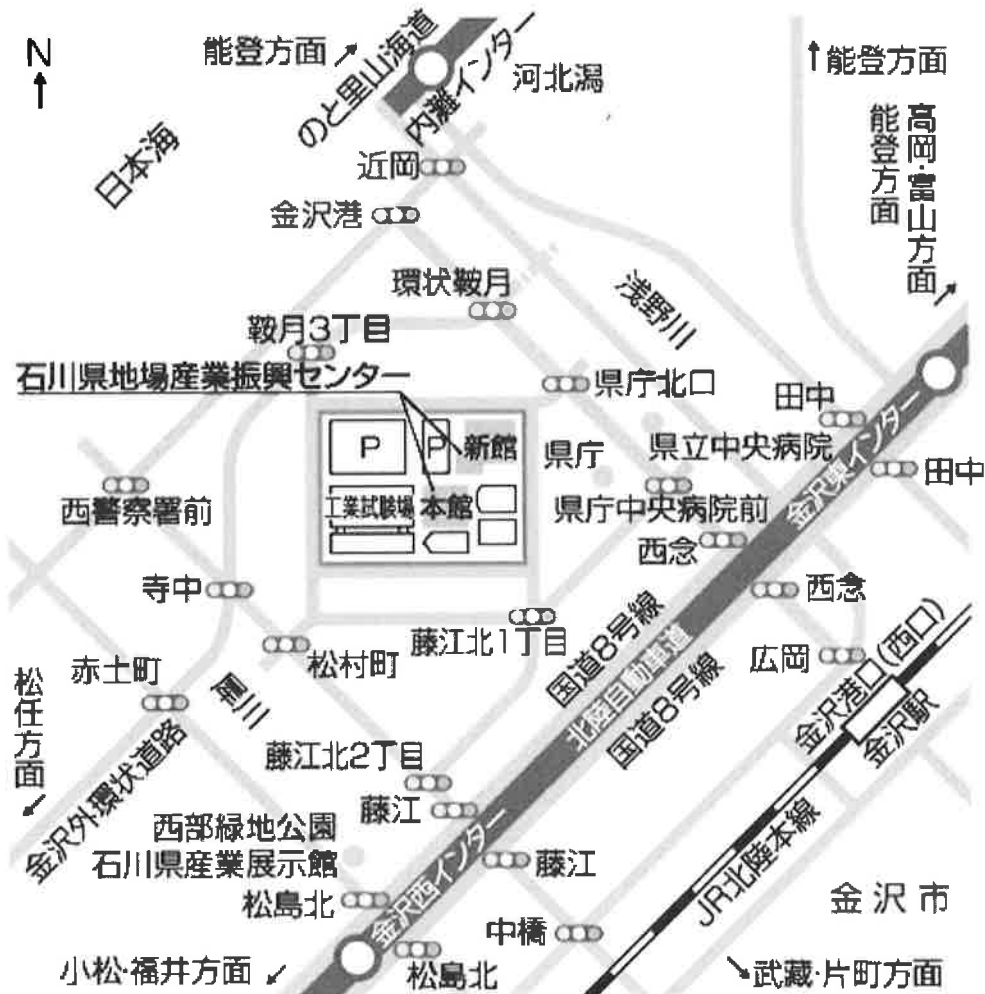 N
能登方面
のと里山海道
内灘インター
河北潟
能登方面
高岡・富山方面
能登方面
日本海
近岡
金沢港
環状鞍月
浅野川
鞍月3丁目
石川県地場産業振興センター
県庁北口
田中
P
P
新館
県庁
県立中央病院
金沢東インター
田中
西警察署前
工業試験場
本館
県庁中央病院前
西念
寺中
西念
藤江北1丁目
国道8号線
北陸自動車道
国道8号線
広岡
金沢港口(西口)
金沢駅
松村町
赤土町
松任方面
犀川
藤江北2丁目
藤江
金沢外環状道路
西部緑地公園
石川県産業展示館
藤江
松島北
金沢西インター
JR北陸本線
金沢市
中橋
小松・福井方面
松島北
武蔵・片町方面